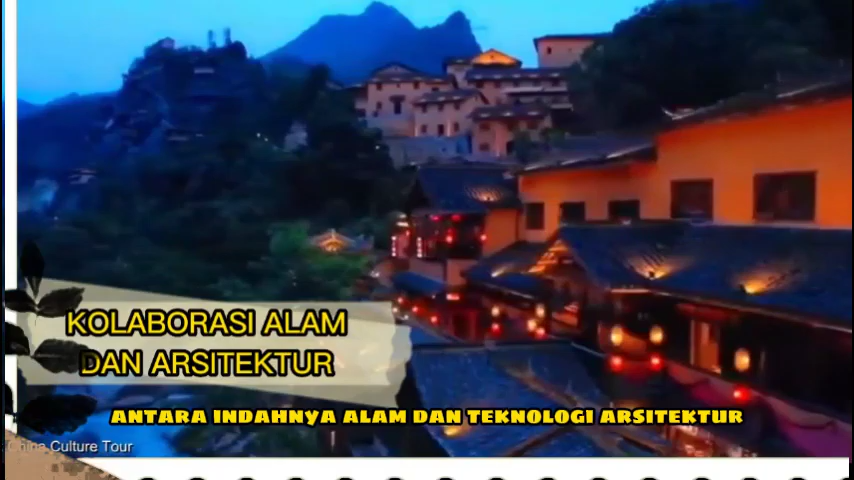 KOLABORASI ALAM
DAN ARSITEKTUR
ANTARA INDAHNYA ALAM DAN TEKNOLOGI ARSITEKTUR
China Culture Tour